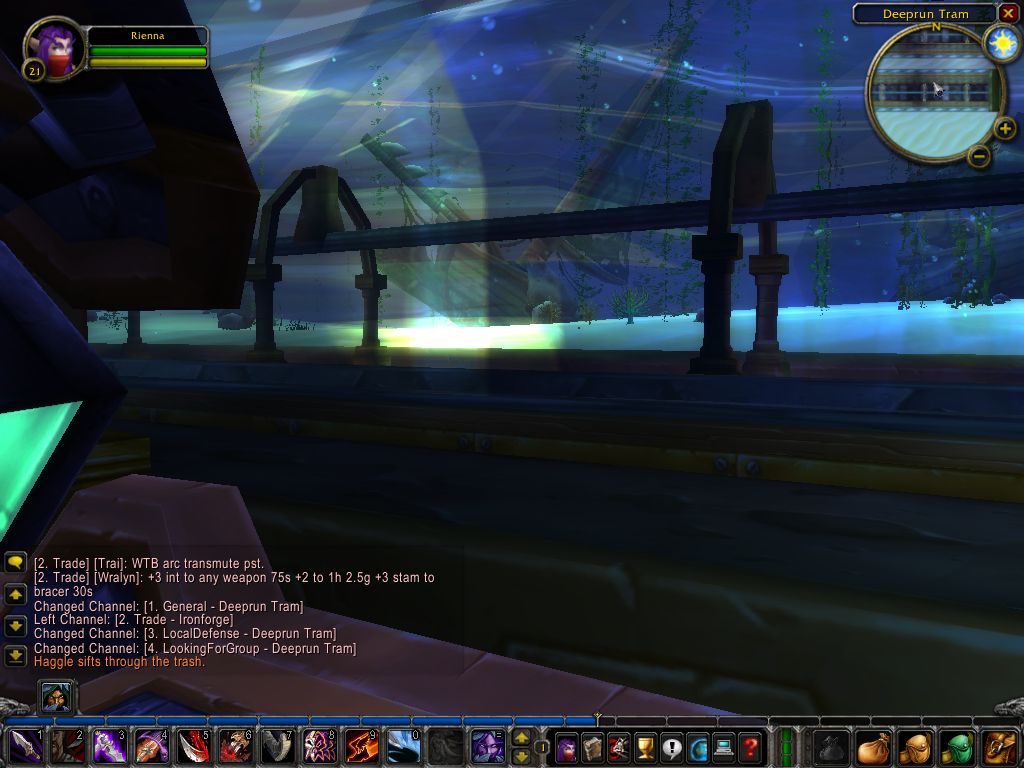 Rienna
21
Deeprun Tram
N
[2. Trade] [Trai]: WTB arc transmute pst.
[2. Trade] [Wralyn]: +3 int to any weapon 75s +2 to 1h 2.5g +3 stam to
bracer 30s
Changed Channel: [1. General - Deeprun Tram]
Left Channel: [2. Trade - Ironforge]
Changed Channel: [3. LocalDefense - Deeprun Tram]
Changed Channel: [4. LookingForGroup - Deeprun Tram]
Haggle sifts through the trash.
1 2 3 4 5 6 7 8 9 0 = 1